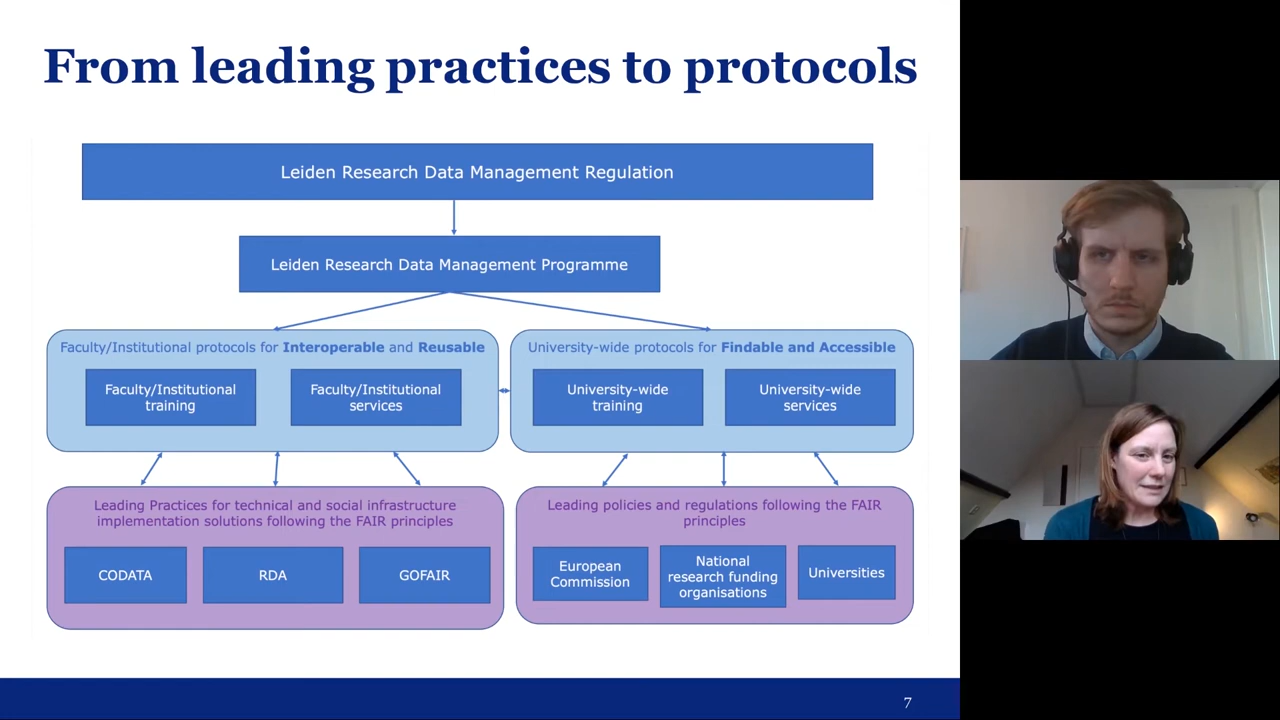 From leading practices to protocols
Leiden Research Data Management Regulation
Leiden Research Data Management Programme
Faculty/Institutional protocols for Interoperable and Reusable
Faculty/Institutional
training
Faculty/Institutional
services
University-wide protocols for Findable and Accessible
University-wide
training
University-wide
services
Leading Practices for technical and social infrastructure
implementation solutions following the FAIR principles
CODATA
RDA
GOFAIR
Leading policies and regulations following the FAIR
principles
European
Commission
National
research funding
organisations
Universities
7